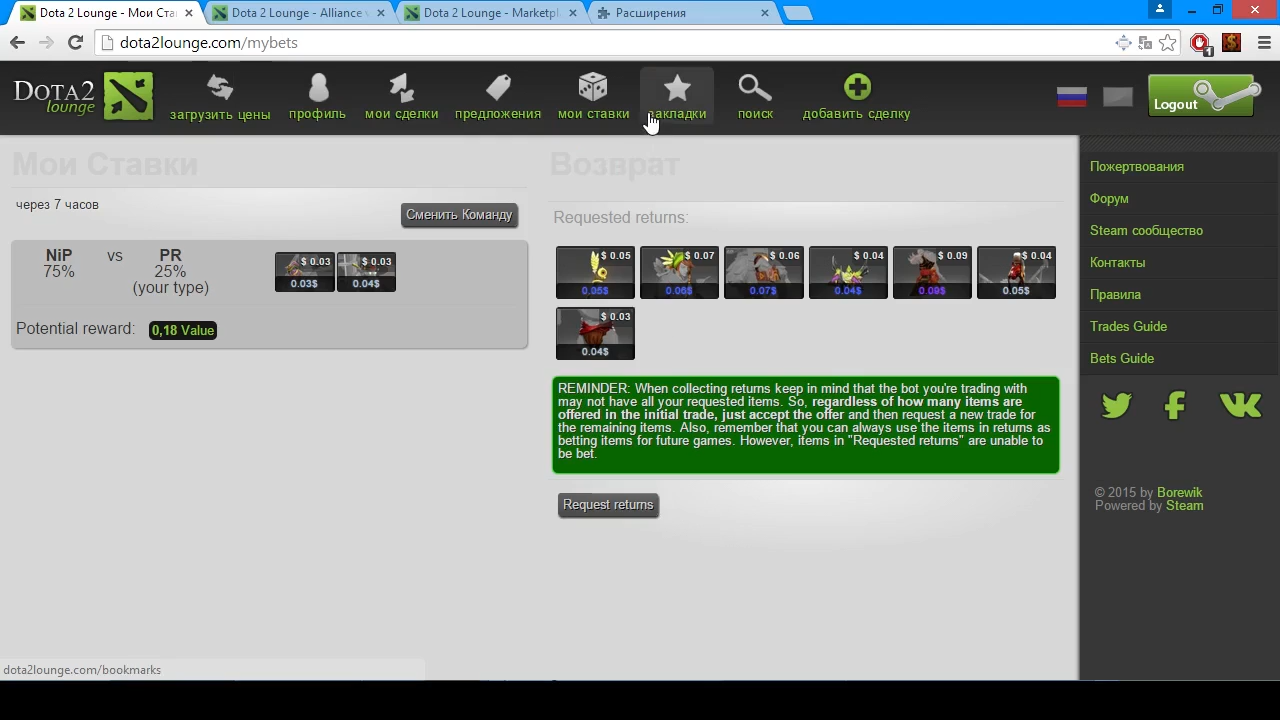 Dota 2 Lounge - Мои Ста
Dota 2 Lounge - Alliance v
Dota 2 Lounge - Marketpl
Расширения
dota2lounge.com/mybets
1
DOTA2
lounge
загрузить цены
профиль
мои сделки
предложения
мои ставки
закладки
поиск
добавить сделку
Logout
Мои Ставки
через 7 часов
Сменить Команду
NiP vs PR
75% 25%
(your type)
$ 0.03 $ 0.03
0.03$ 0.04$
Potential reward: 0,18 Value
Возврат
Requested returns:
$ 0.05 $ 0.07 $ 0.06 $ 0.04 $ 0.09 $ 0.04
0.05$ 0.06$ 0.07$ 0.04$ 0.09$ 0.05$
$ 0.03
0.04$
REMINDER: When collecting returns keep in mind that the bot you're trading with
may not have all your requested items. So, regardless of how many items are
offered in the initial trade, just accept the offer and then request a new trade for
the remaining items. Also, remember that you can always use the items in returns as
betting items for future games. However, items in "Requested returns" are unable to
be bet.
Request returns
Пожертвования
Форум
Steam сообщество
Контакты
Правила
Trades Guide
Bets Guide
© 2015 by Borewik
Powered by Steam
dota2lounge.com/bookmarks